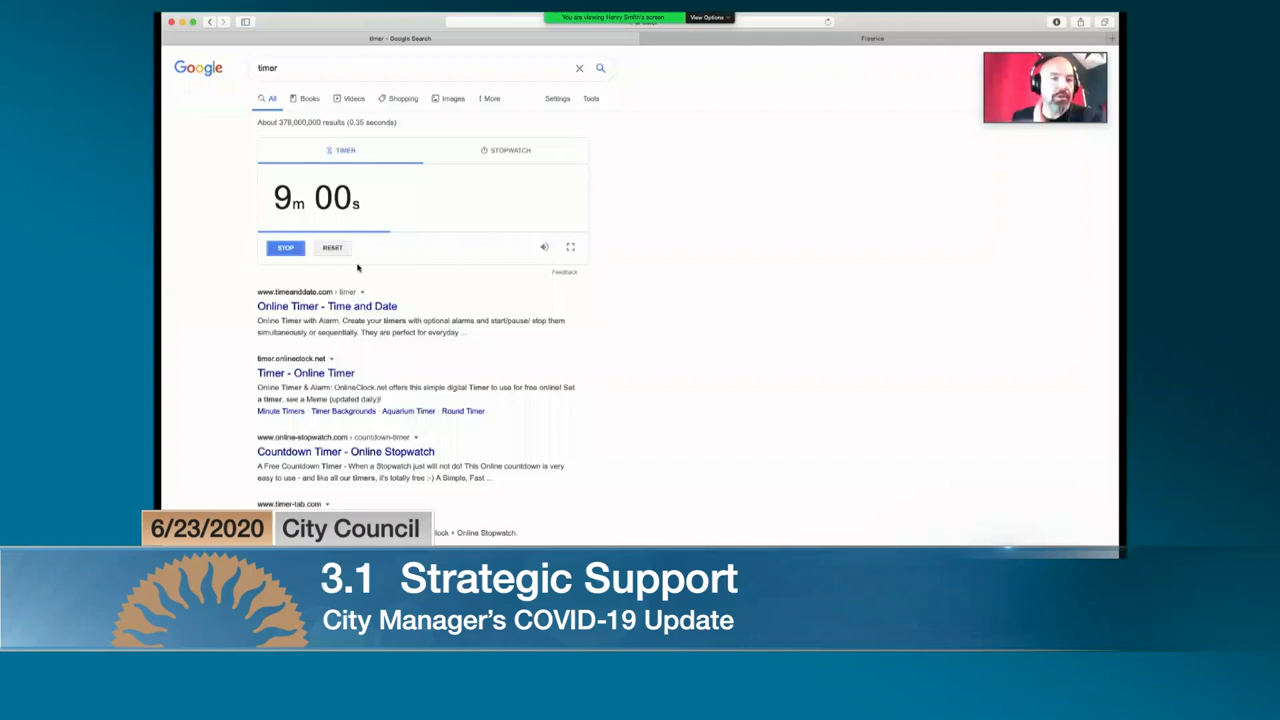 You are viewing Henry Smith's screen
View Options
timer - Google Search
Google
timer
All
Books
Videos
Shopping
Images
More
Settings
Tools
About 378,000,000 results (0.35 seconds)
TIMER
STOPWATCH
9m 00s
STOP
RESET
Feedback
www.timeanddate.com › timer
Online Timer - Time and Date
Online Timer with Alarm. Create your timers with optional alarms and start/pause/ stop them
simultaneously or sequentially. They are perfect for everyday ...
timer.onlineclock.net
Timer - Online Timer
Online Timer & Alarm: OnlineClock.net offers this simple digital Timer to use for free online! Set
a timer. see a Meme (updated daily)!
Minute Timers · Timer Backgrounds · Aquarium Timer · Round Timer
www.online-stopwatch.com › countdown-timer
Countdown Timer - Online Stopwatch
A Free Countdown Timer - When a Stopwatch just will not do! This Online countdown is very
easy to use - and like all our timers, it's totally free :-) A Simple, Fast ...
www.timer-tab.com
lock + Online Stopwatch.
6/23/2020
City Council
3.1 Strategic Support
City Manager's COVID-19 Update